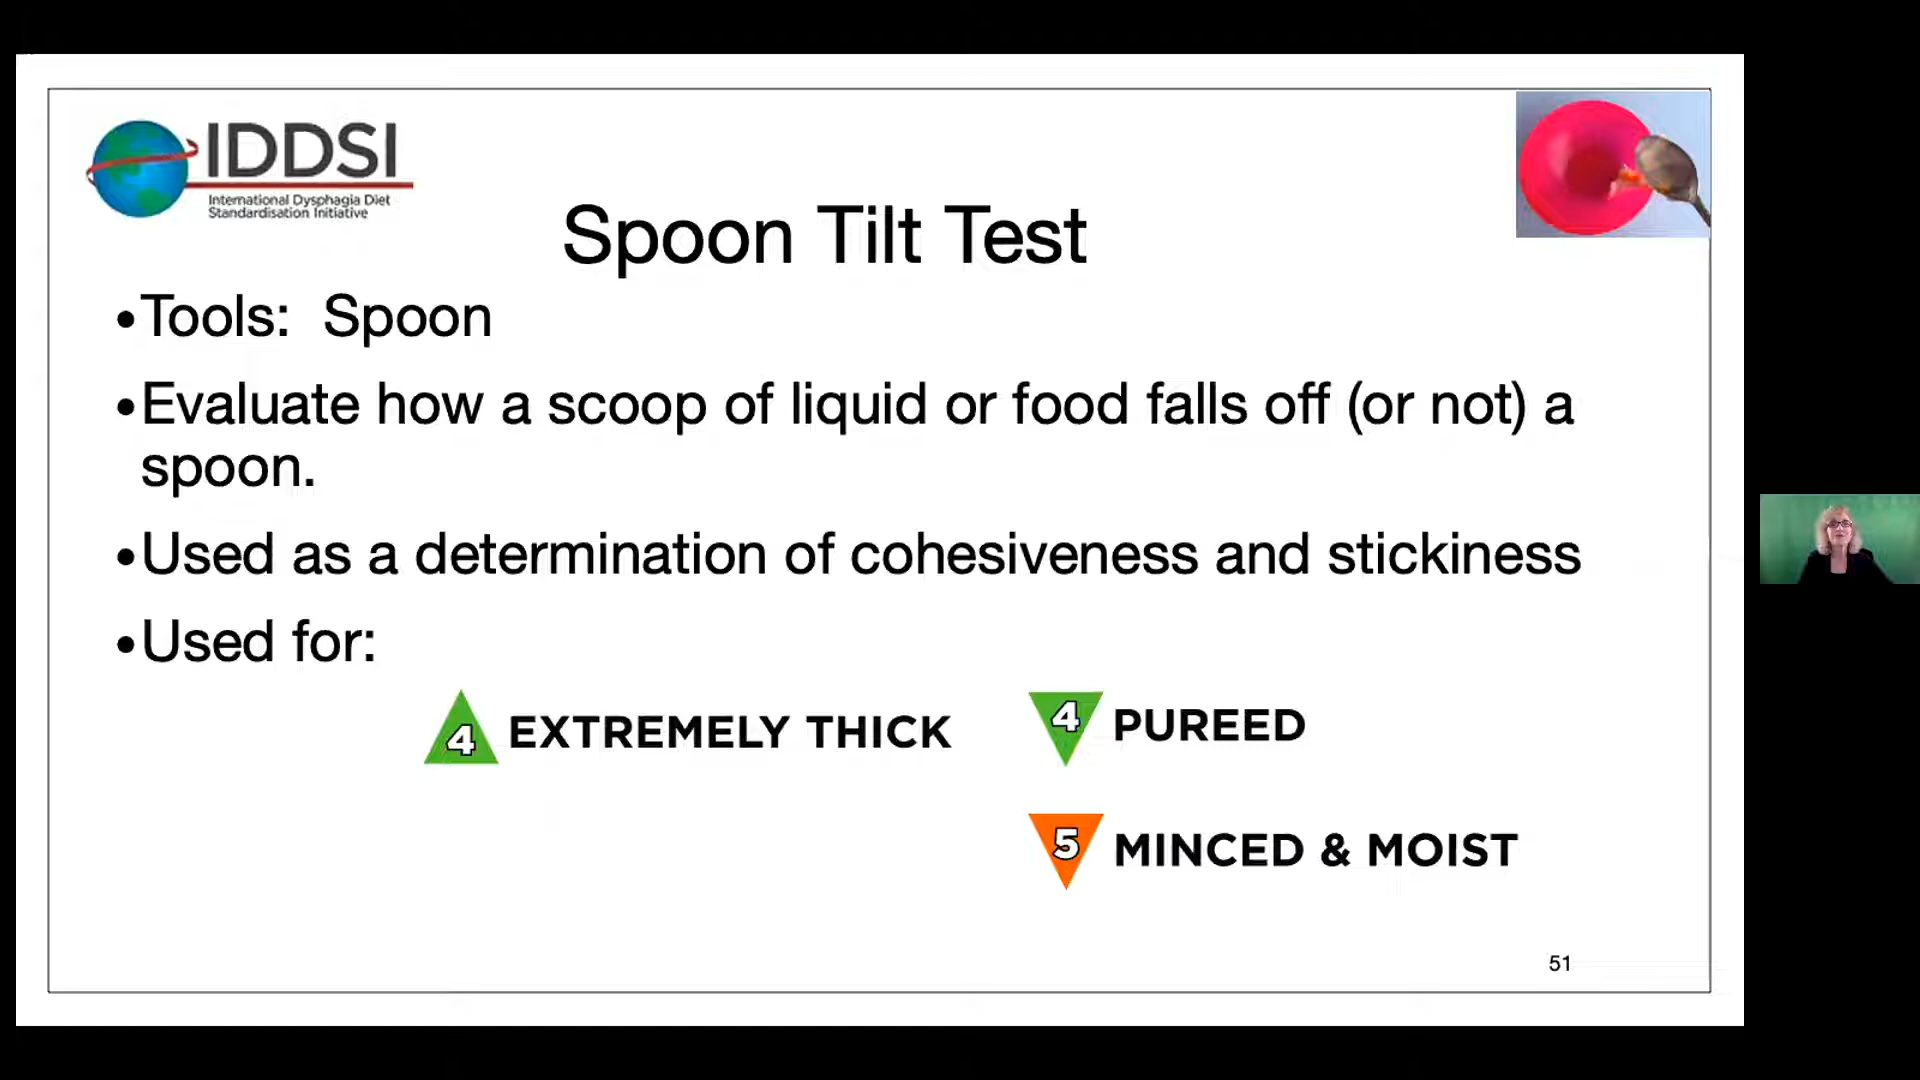 IDDSI
International Dysphagia Diet
Standardisation Initiative
Spoon Tilt Test
•Tools:  Spoon
•Evaluate how a scoop of liquid or food falls off (or not) a
spoon.
•Used as a determination of cohesiveness and stickiness
•Used for:
4 EXTREMELY THICK
4 PUREED
5 MINCED & MOIST
51